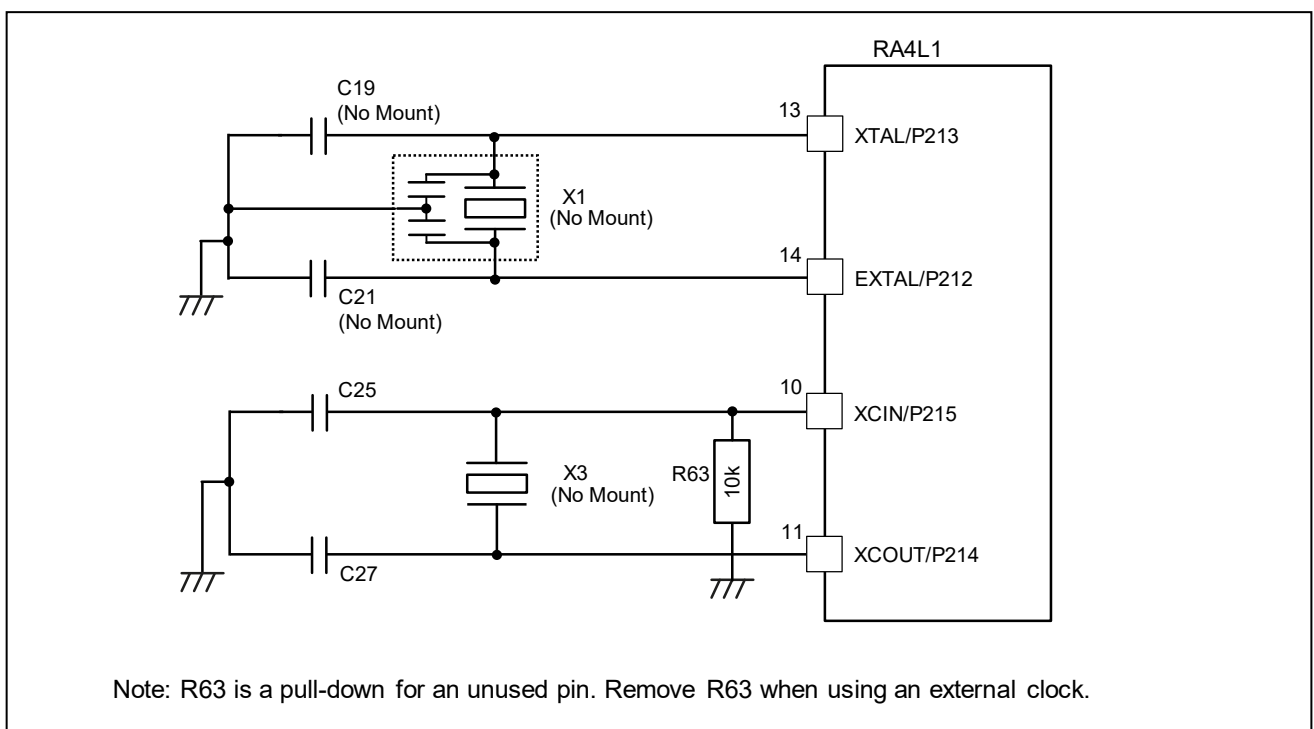 RA4L1
C19
(No Mount)
13
XTAL/P213
X1
(No Mount)
14
EXTAL/P212
C21
(No Mount)
C25
10
XCIN/P215
X3
(No Mount)
R63
10k
11
XCOUT/P214
C27
Note: R63 is a pull-down for an unused pin. Remove R63 when using an external clock.